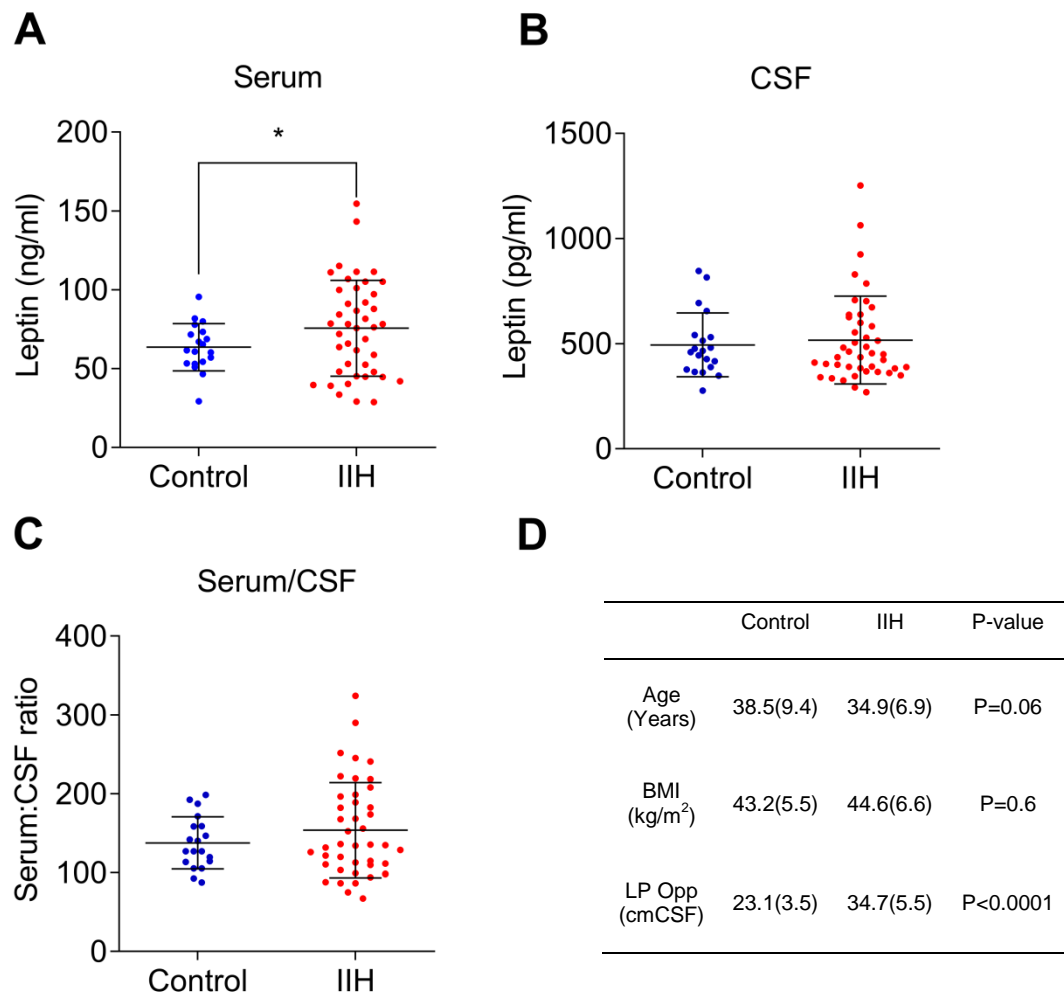 A
Serum
*
200
150
100
50
0
Leptin (ng/ml)
Control IIH
B
CSF
1500
1000
500
0
Leptin (pg/ml)
Control IIH
C
Serum/CSF
400
300
200
100
0
Serum:CSF ratio
Control IIH
D
Control IIH P-value
Age
(Years) 38.5(9.4) 34.9(6.9) P=0.06
BMI
(kg/m²) 43.2(5.5) 44.6(6.6) P=0.6
LP Opp
(cmCSF) 23.1(3.5) 34.7(5.5) P<0.0001